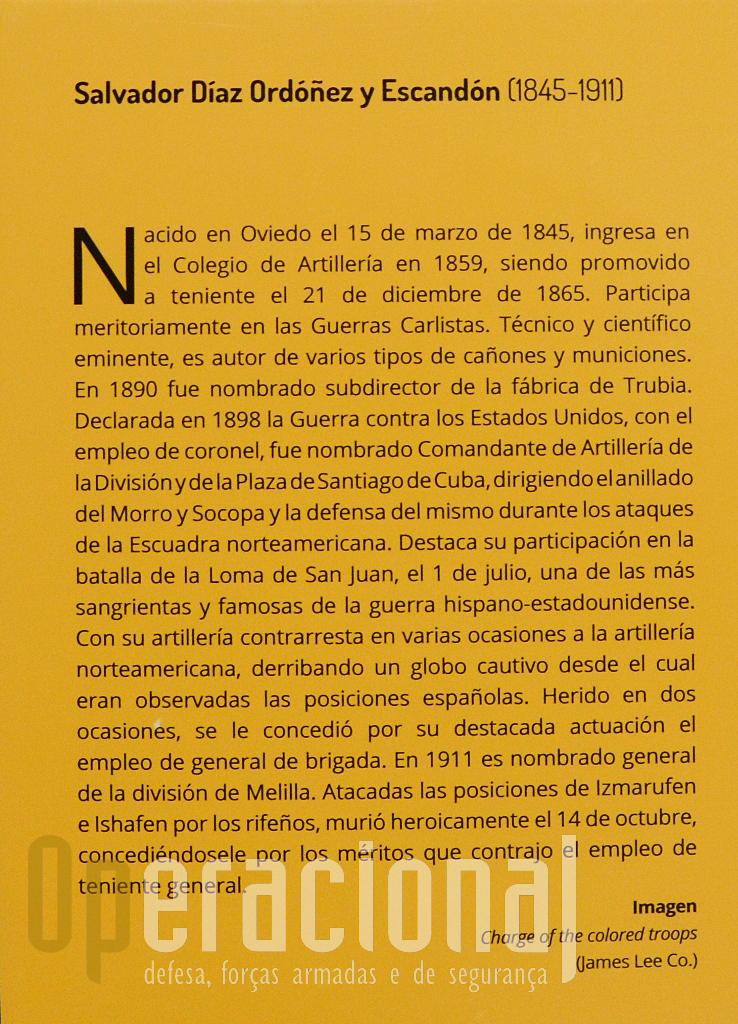 Salvador Díaz Ordóñez y Escandón (1845-1911)
Nacido en Oviedo el 15 de marzo de 1845, ingresa en
el Colegio de Artillería en 1859, siendo promovido
a teniente el 21 de diciembre de 1865. Participa
meritoriamente en las Guerras Carlistas. Técnico y científico
eminente, es autor de varios tipos de cañones y municiones.
En 1890 fue nombrado subdirector de la fábrica de Trubia.
Declarada en 1898 la Guerra contra los Estados Unidos, con el
empleo de coronel, fue nombrado Comandante de Artillería de
la División y de la Plaza de Santiago de Cuba, dirigiendo el anillado
del Morro y Socopa y la defensa del mismo durante los ataques
de la Escuadra norteamericana. Destaca su participación en la
batalla de la Loma de San Juan, el 1 de julio, una de las más
sangrientas y famosas de la guerra hispano-estadounidense.
Con su artillería contrarresta en varias ocasiones a la artillería
norteamericana, derribando un globo cautivo desde el cual
eran observadas las posiciones españolas. Herido en dos
ocasiones, se le concedió por su destacada actuación el
empleo de general de brigada. En 1911 es nombrado general
de la división de Melilla. Atacadas las posiciones de Izmarufen
e Ishafen por los rifeños, murió heroicamente el 14 de octubre,
concediéndosele por los méritos que contrajo el empleo de
teniente general.
Imagen
Charge of the colored troops
(James Lee Co.)
Operacional
defesa, forças armadas e de segurança